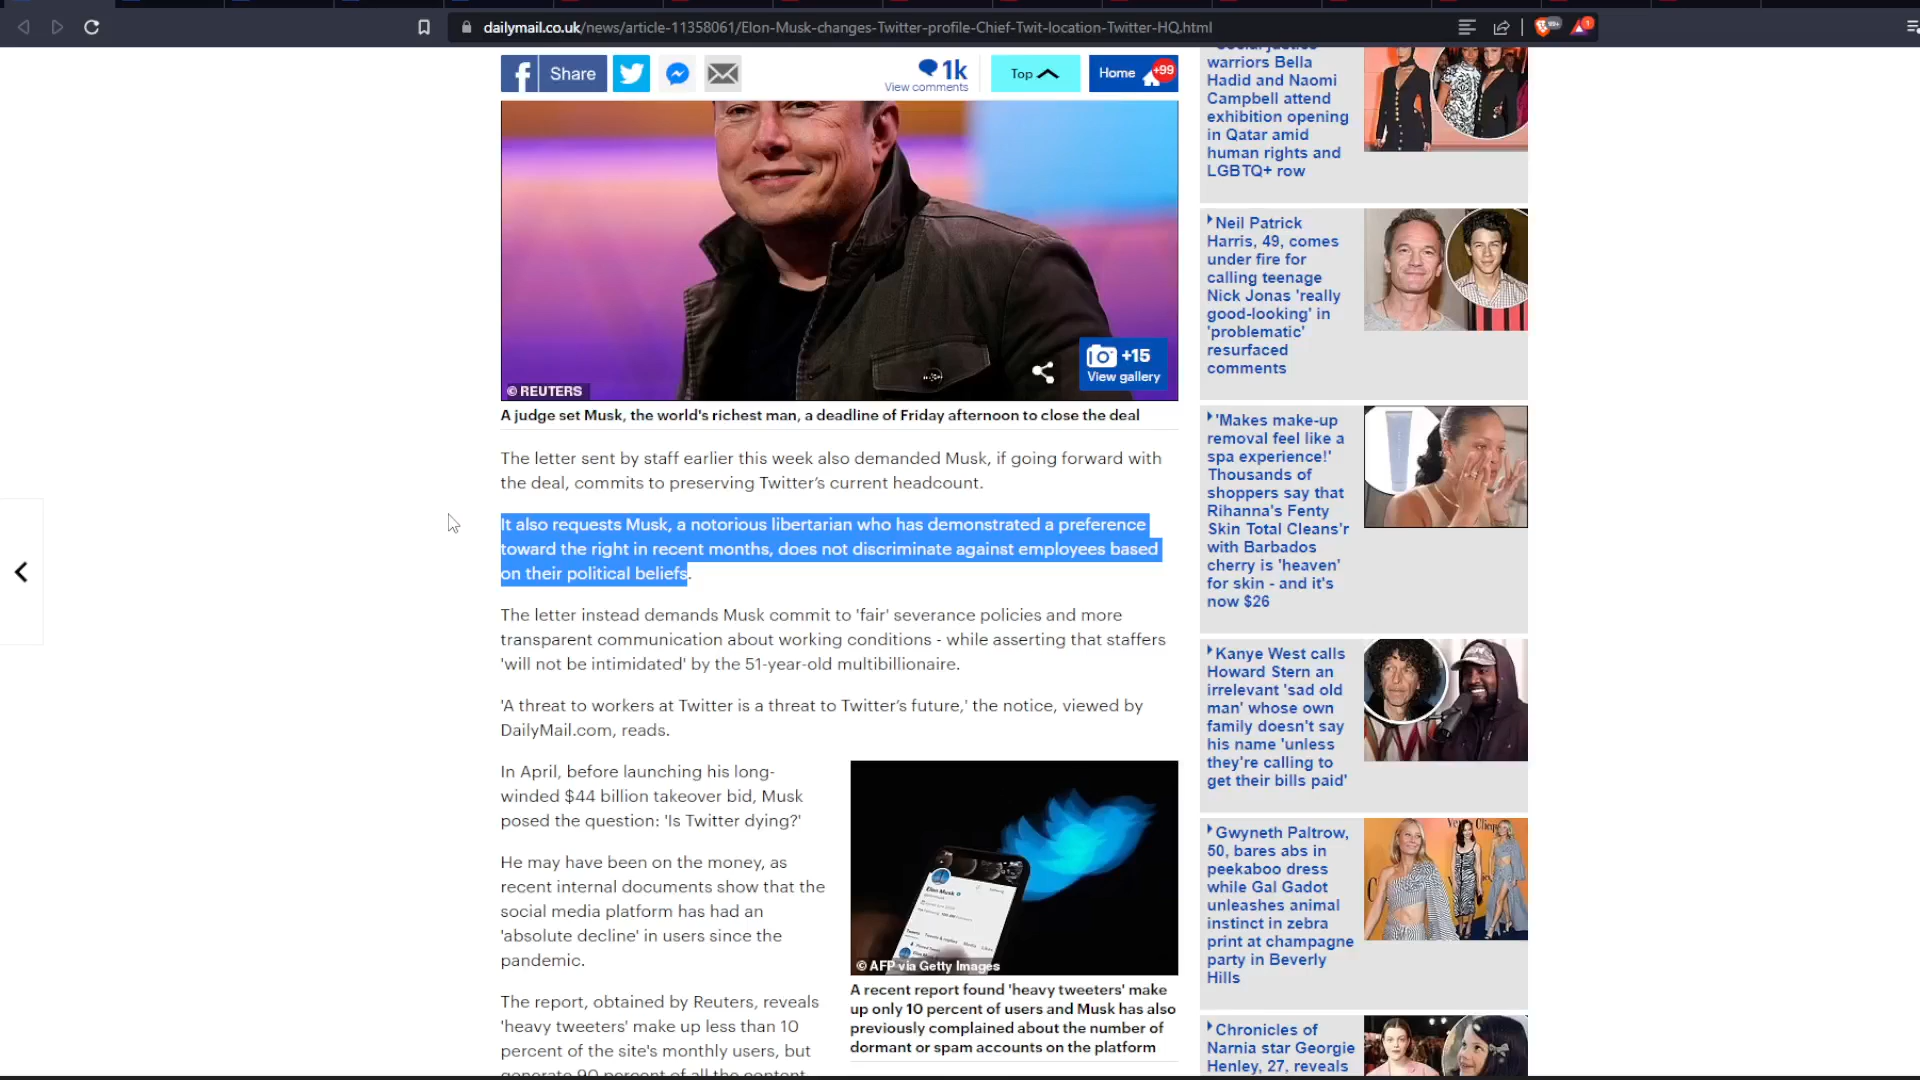 dailymail.co.uk/news/article-11358061/Elon-Musk-changes-Twitter-profile-Chief-Twit-location-Twitter-HQ.html
Share
1k
View comments
Top
Home
+99
+15
View gallery
© REUTERS
A judge set Musk, the world's richest man, a deadline of Friday afternoon to close the deal
The letter sent by staff earlier this week also demanded Musk, if going forward with
the deal, commits to preserving Twitter’s current headcount.
It also requests Musk, a notorious libertarian who has demonstrated a preference
toward the right in recent months, does not discriminate against employees based
on their political beliefs.
The letter instead demands Musk commit to 'fair' severance policies and more
transparent communication about working conditions - while asserting that staffers
'will not be intimidated' by the 51-year-old multibillionaire.
'A threat to workers at Twitter is a threat to Twitter’s future,' the notice, viewed by
DailyMail.com, reads.
In April, before launching his long-
winded $44 billion takeover bid, Musk
posed the question: 'Is Twitter dying?'
He may have been on the money, as
recent internal documents show that the
social media platform has had an
'absolute decline' in users since the
pandemic.
The report, obtained by Reuters, reveals
'heavy tweeters' make up less than 10
percent of the site's monthly users, but
generate 90 percent of all the content
Elon Musk
© AFP via Getty Images
A recent report found 'heavy tweeters' make
up only 10 percent of users and Musk has also
previously complained about the number of
dormant or spam accounts on the platform
warriors Bella
Hadid and Naomi
Campbell attend
exhibition opening
in Qatar amid
human rights and
LGBTQ+ row
Neil Patrick
Harris, 49, comes
under fire for
calling teenage
Nick Jonas 'really
good-looking' in
'problematic'
resurfaced
comments
'Makes make-up
removal feel like a
spa experience!'
Thousands of
shoppers say that
Rihanna's Fenty
Skin Total Cleans'r
with Barbados
cherry is 'heaven'
for skin - and it's
now $26
Kanye West calls
Howard Stern an
irrelevant 'sad old
man' whose own
family doesn't say
his name 'unless
they're calling to
get their bills paid'
Gwyneth Paltrow,
50, bares abs in
peekaboo dress
while Gal Gadot
unleashes animal
instinct in zebra
print at champagne
party in Beverly
Hills
Chronicles of
Narnia star Georgie
Henley, 27, reveals